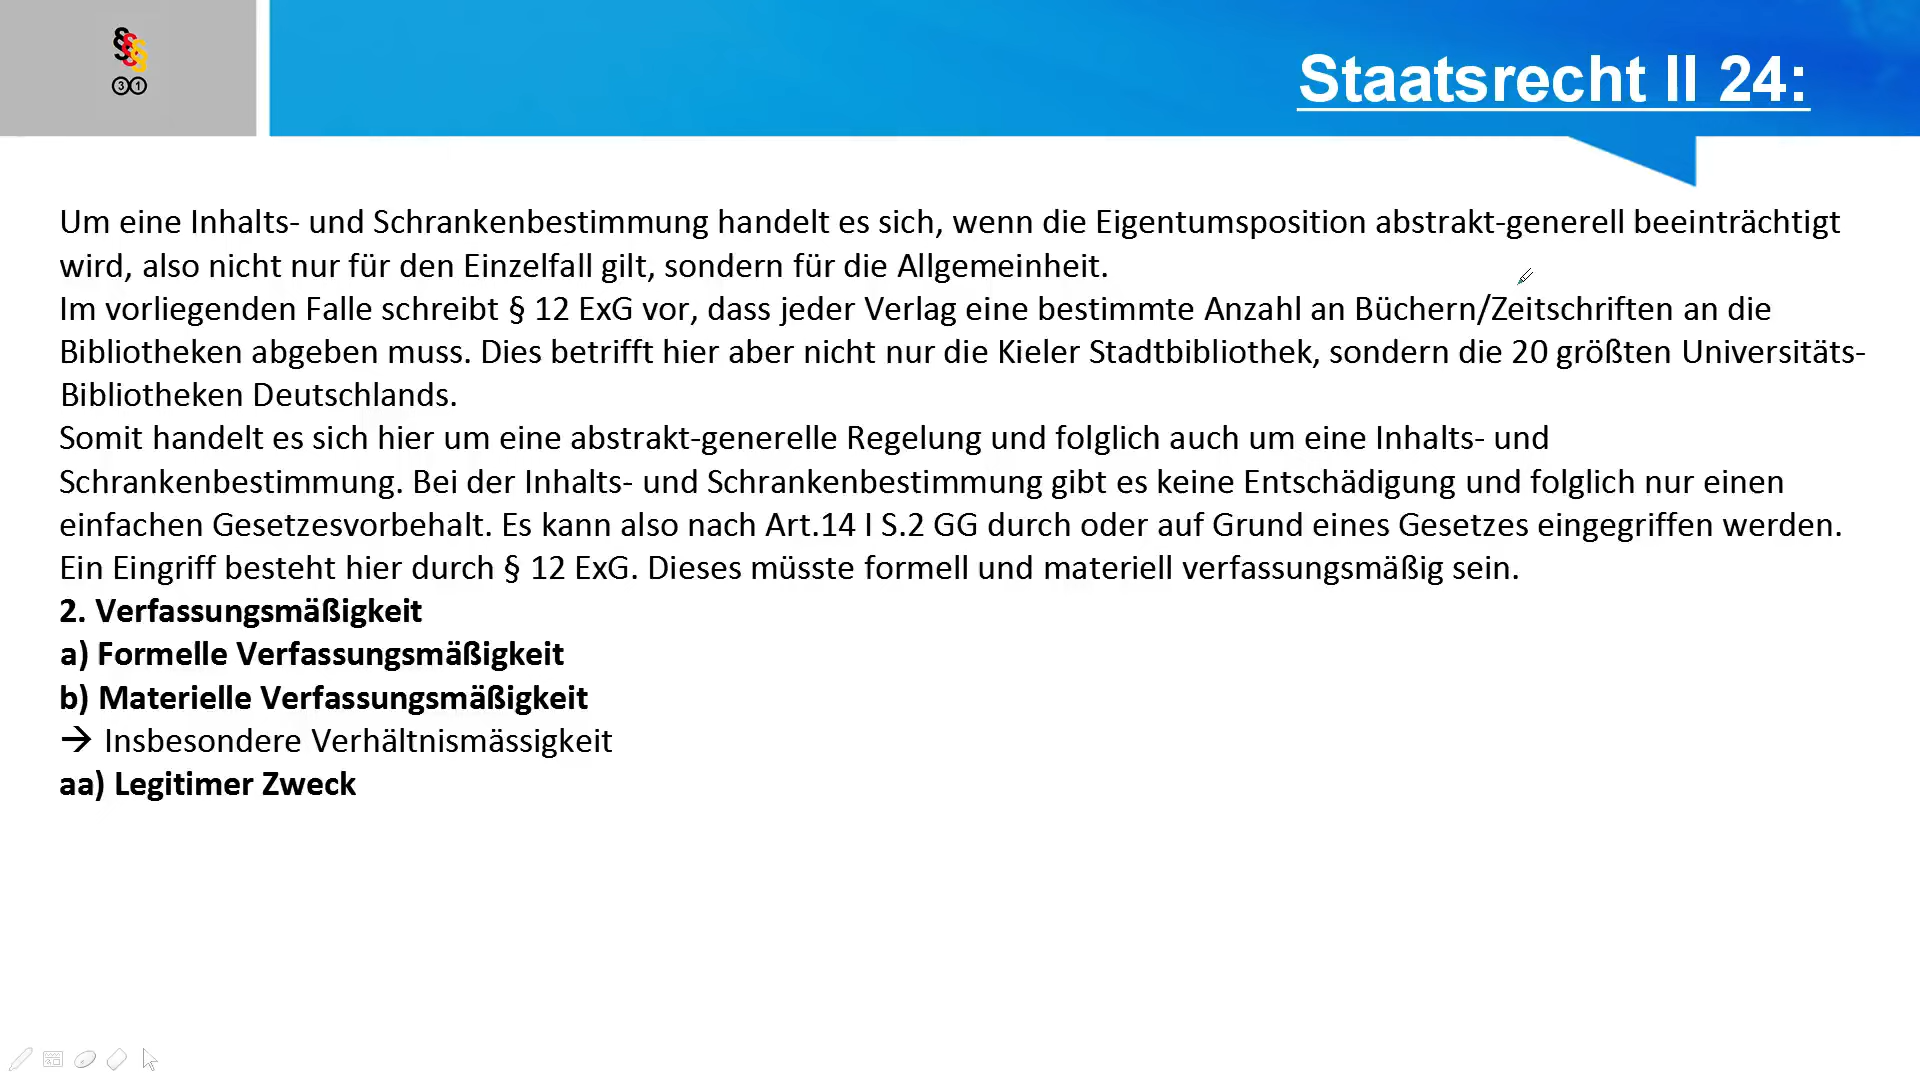 §§§
31
Staatsrecht II 24:
Um eine Inhalts- und Schrankenbestimmung handelt es sich, wenn die Eigentumsposition abstrakt-generell beeinträchtigt
wird, also nicht nur für den Einzelfall gilt, sondern für die Allgemeinheit.
Im vorliegenden Falle schreibt § 12 ExG vor, dass jeder Verlag eine bestimmte Anzahl an Büchern/Zeitschriften an die
Bibliotheken abgeben muss. Dies betrifft hier aber nicht nur die Kieler Stadtbibliothek, sondern die 20 größten Universitäts-
Bibliotheken Deutschlands.
Somit handelt es sich hier um eine abstrakt-generelle Regelung und folglich auch um eine Inhalts- und
Schrankenbestimmung. Bei der Inhalts- und Schrankenbestimmung gibt es keine Entschädigung und folglich nur einen
einfachen Gesetzesvorbehalt. Es kann also nach Art.14 I S.2 GG durch oder auf Grund eines Gesetzes eingegriffen werden.
Ein Eingriff besteht hier durch § 12 ExG. Dieses müsste formell und materiell verfassungsmäßig sein.
2. Verfassungsmäßigkeit
a) Formelle Verfassungsmäßigkeit
b) Materielle Verfassungsmäßigkeit
→ Insbesondere Verhältnismässigkeit
aa) Legitimer Zweck